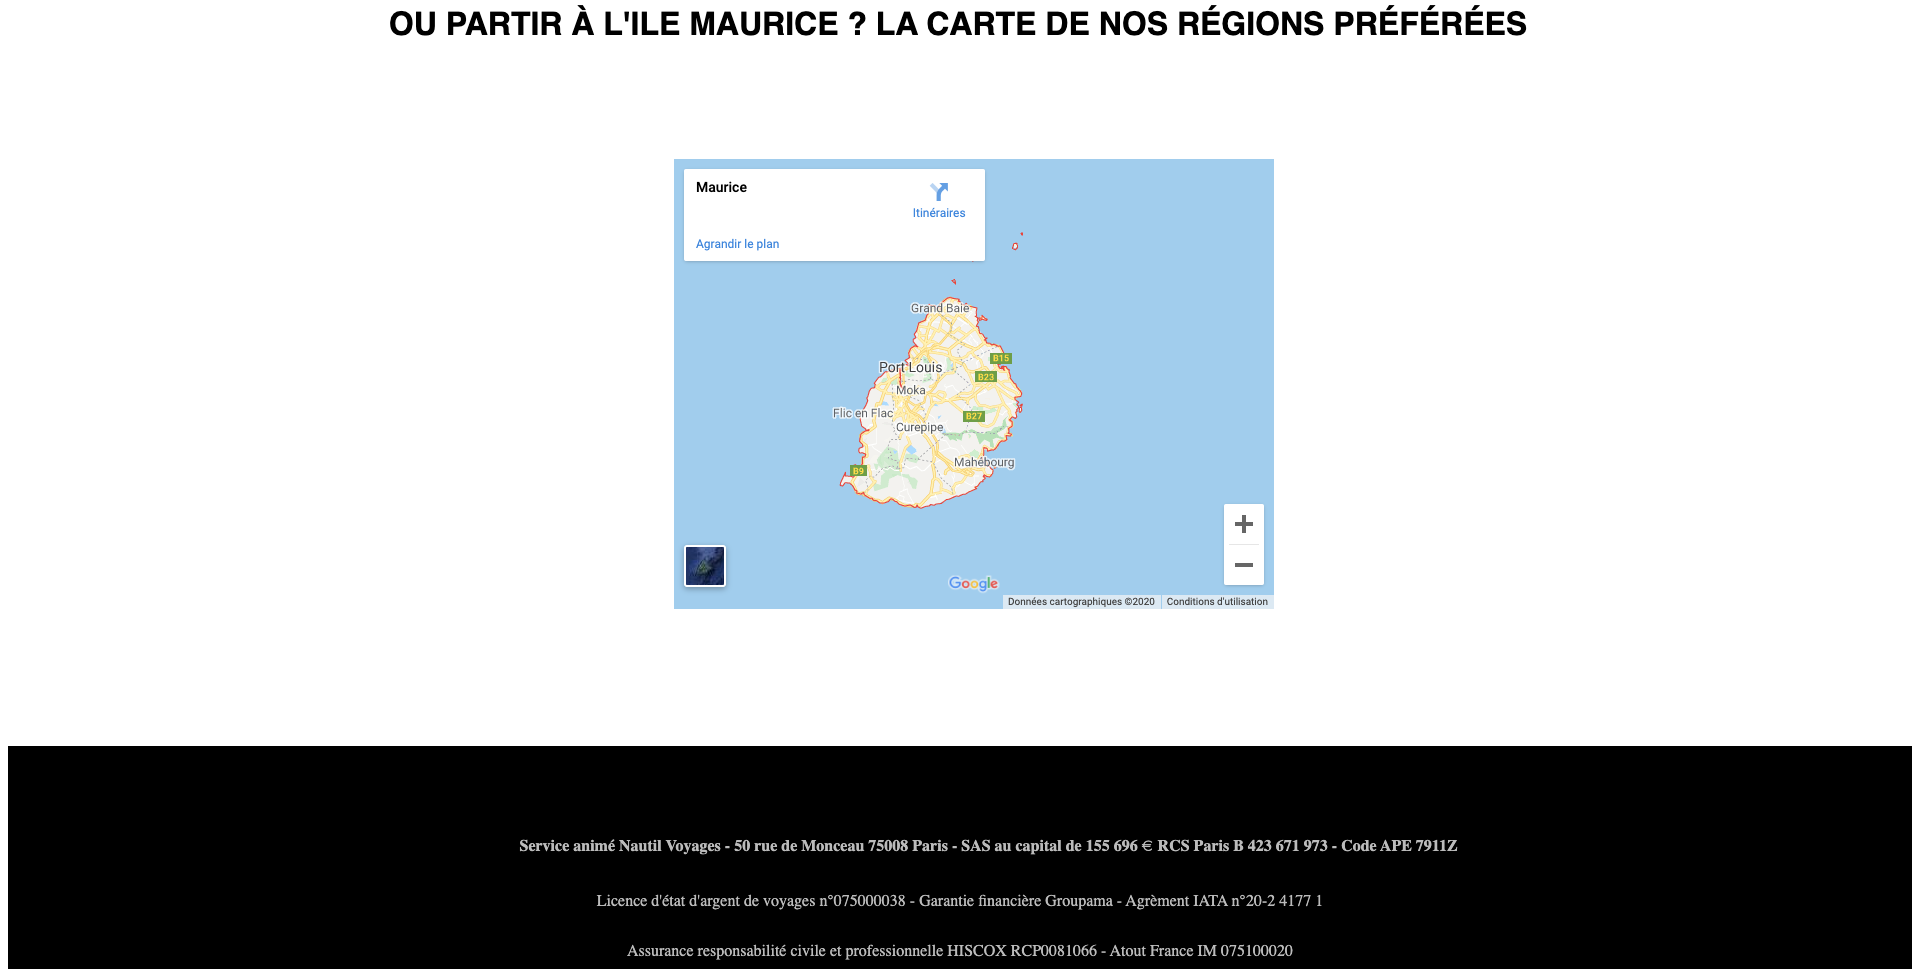 OU PARTIR À L'ILE MAURICE ? LA CARTE DE NOS RÉGIONS PRÉFÉRÉES
Maurice
Itinéraires
Agrandir le plan
Grand Baie
B15
Port Louis
B23
Moka
Flic en Flac
B27
Curepipe
Mahébourg
B9
Google
Données cartographiques ©2020 Conditions d'utilisation
Service animé Nautil Voyages - 50 rue de Monceau 75008 Paris - SAS au capital de 155 696 € RCS Paris B 423 671 973 - Code APE 7911Z
Licence d'état d'argent de voyages n°075000038 - Garantie financière Groupama - Agrèment IATA n°20-2 4177 1
Assurance responsabilité civile et professionnelle HISCOX RCP0081066 - Atout France IM 075100020